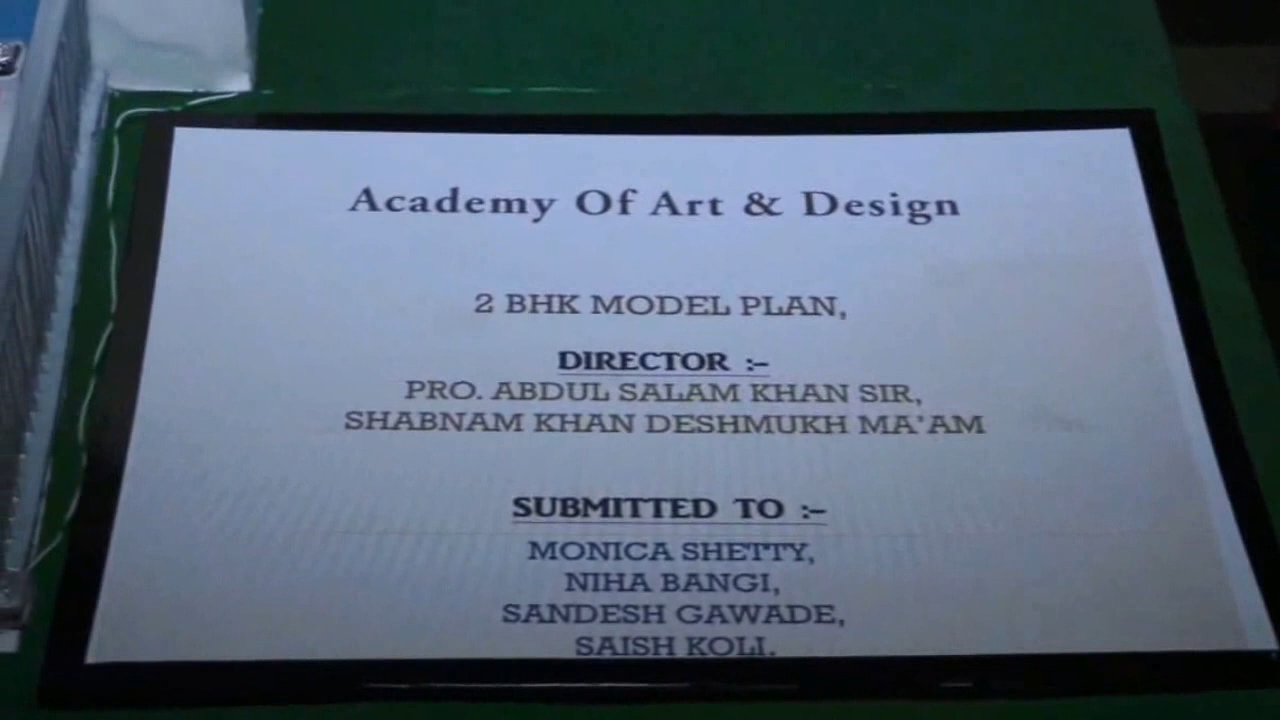 Academy Of Art & Design
2 BHK MODEL PLAN,
DIRECTOR :-
PRO. ABDUL SALAM KHAN SIR,
SHABNAM KHAN DESHMUKH MA'AM
SUBMITTED TO :-
MONICA SHETTY,
NIHA BANGI,
SANDESH GAWADE,
SAISH KOLI.